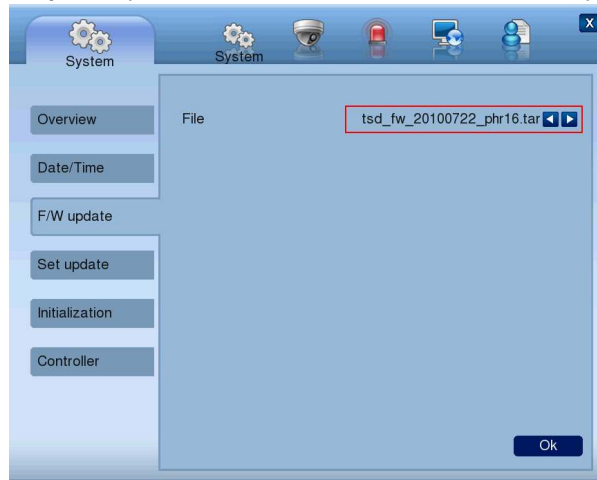 System
System
X
Overview
File
tsd_fw_20100722_phr16.tar
Date/Time
F/W update
Set update
Initialization
Controller
Ok